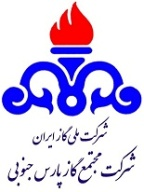 شرکت ملی گاز ایران
شرکت مجتمع گاز پارس جنوبی